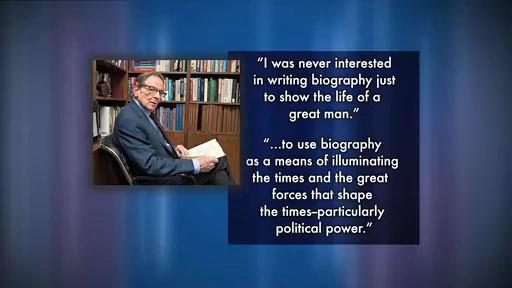 “I was never interested
in writing biography just
to show the life of a
great man.”
“...to use biography
as a means of illuminating
the times and the great
forces that shape
the times–particularly
political power.”